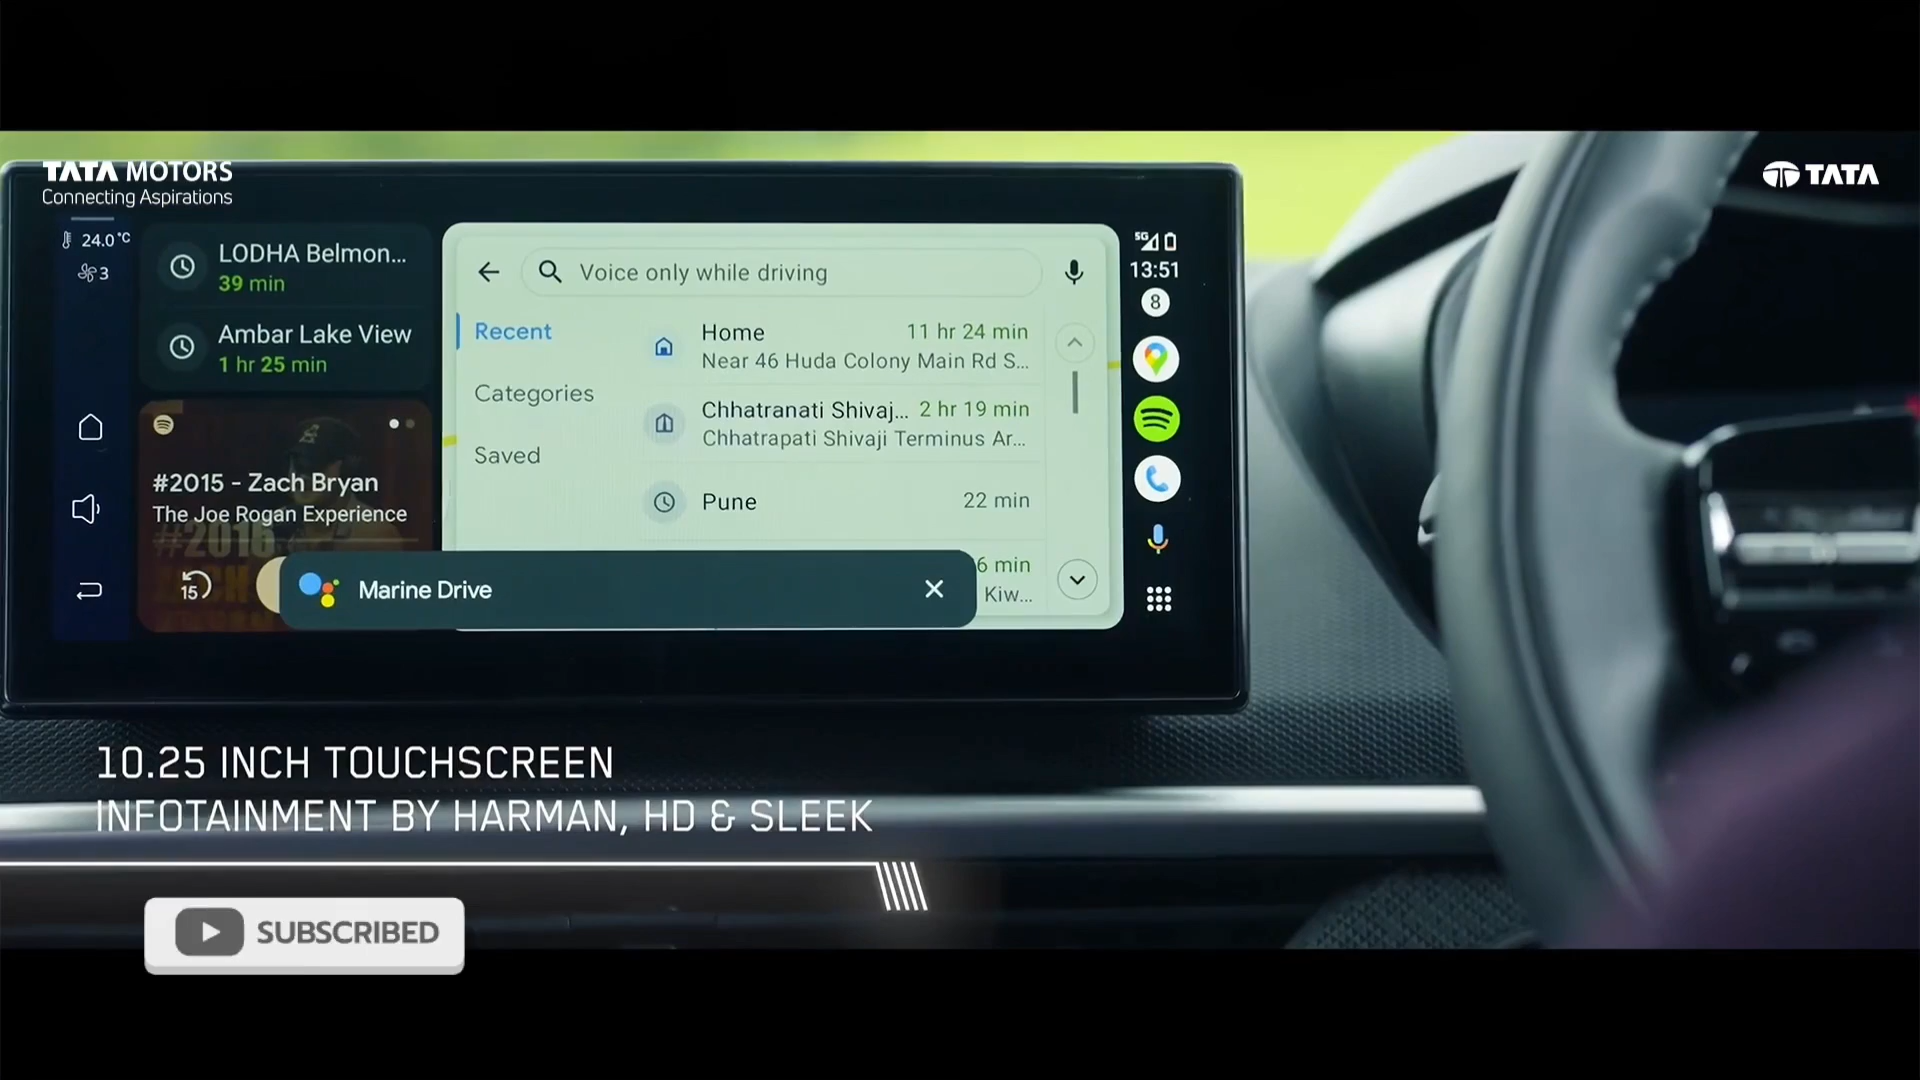 TATA MOTORS
Connecting Aspirations
TATA
24.0°C
3
LODHA Belmon...
39 min
Ambar Lake View
1 hr 25 min
#2015 - Zach Bryan
The Joe Rogan Experience
15
Voice only while driving
Recent
Categories
Saved
Home 11 hr 24 min
Near 46 Huda Colony Main Rd S...
Chhatranati Shivaj... 2 hr 19 min
Chhatrapati Shivaji Terminus Ar...
Pune 22 min
6 min
Kiw...
Marine Drive
5G
13:51
8
10.25 INCH TOUCHSCREEN
INFOTAINMENT BY HARMAN, HD & SLEEK
SUBSCRIBED